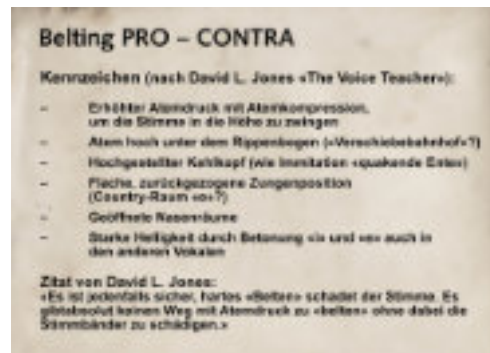 Belting PRO – CONTRA
Kennzeichen (nach David L. Jones «The Voice Teacher»):
– Erhöhter Atemdruck mit Atemkompression,
um die Stimme in die Höhe zu zwingen
– Atem hoch unter dem Rippenbogen («Verschiebebahnhof»?)
– Hochgestellter Kehlkopf (wie Immitation «quakende Ente»)
– Flache, zurückgezogene Zungenposition
(Country-Raum «o»?)
– Geöffnete Nasenräume
– Starke Helligkeit durch Betonung «i» und «e» auch in
den anderen Vokalen
Zitat von David L. Jones:
«Es ist jedenfalls sicher, hartes «Belten» schadet der Stimme. Es
gibtabsolut keinen Weg mit Atemdruck zu «belten» ohne dabei die
Stimmbänder zu schädigen.»